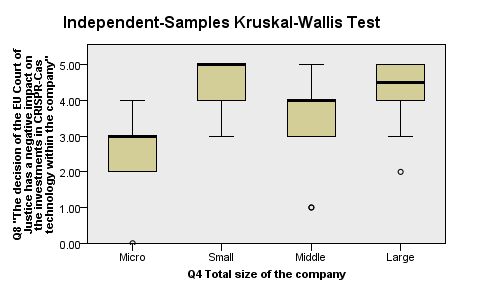 Independent-Samples Kruskal-Wallis Test
Q8 "The decision of the EU Court of
Justice has a negative impact on
the investments in CRISPR-Cas
technology within the company"
5.00
4.00
3.00
2.00
1.00
0.00
Micro Small Middle Large
Q4 Total size of the company